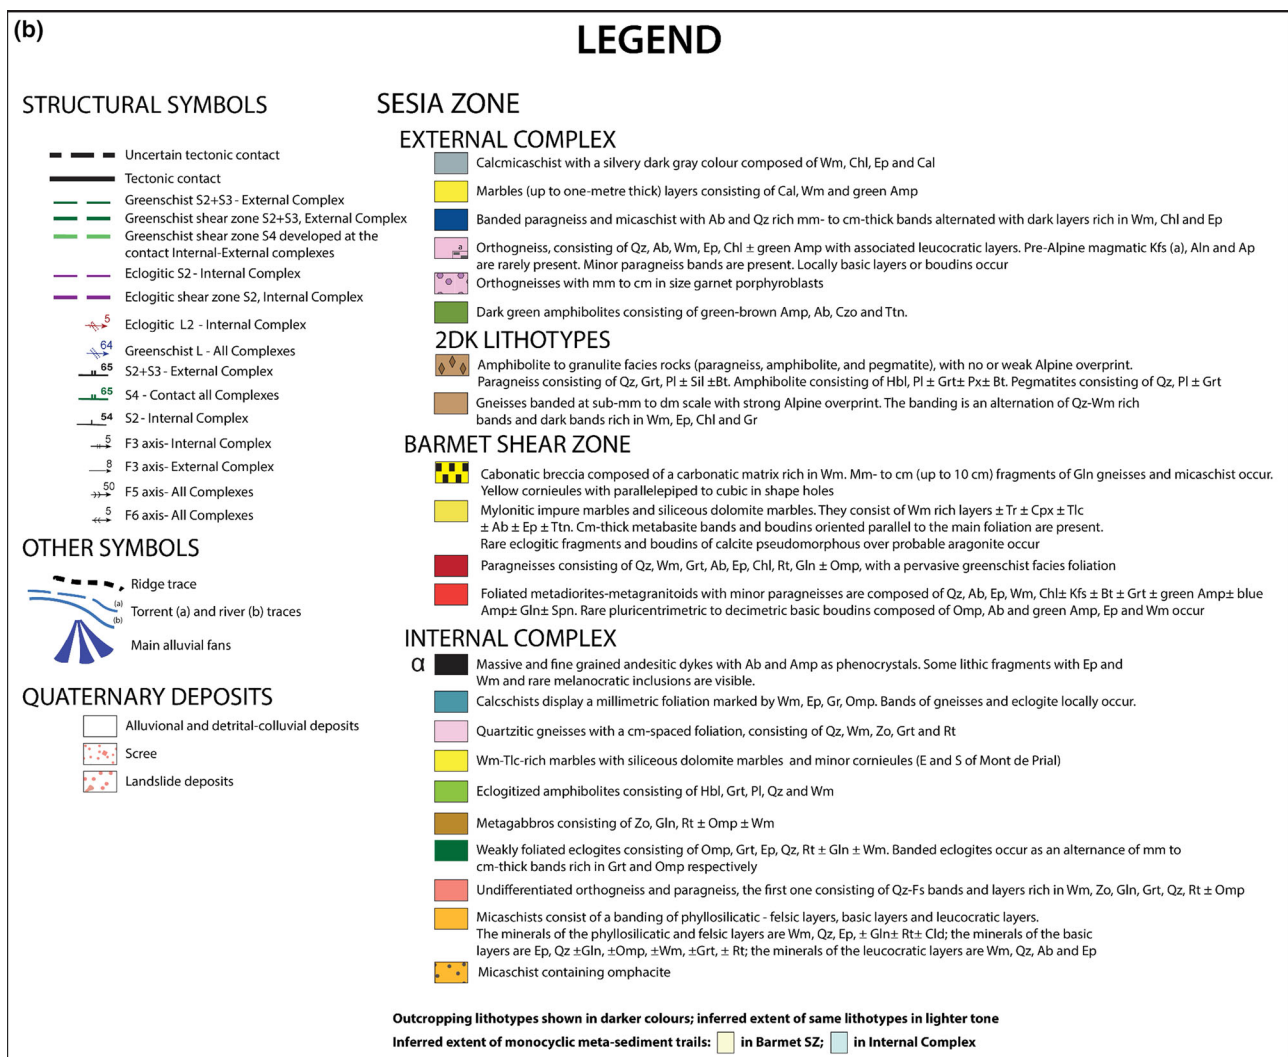 (b)
LEGEND
STRUCTURAL SYMBOLS
Uncertain tectonic contact
Tectonic contact
Greenschist S2+S3 - External Complex
Greenschist shear zone S2+S3, External Complex
Greenschist shear zone S4 developed at the
contact Internal-External complexes
Eclogitic S2 - Internal Complex
Eclogitic shear zone S2, Internal Complex
5
Eclogitic L2 - Internal Complex
64
Greenschist L - All Complexes
65
S2+S3 - External Complex
65
S4 - Contact all Complexes
54
S2 - Internal Complex
5
F3 axis- Internal Complex
8
F3 axis- External Complex
50
F5 axis- All Complexes
5
F6 axis- All Complexes
OTHER SYMBOLS
Ridge trace
(a)
Torrent (a) and river (b) traces
(b)
Main alluvial fans
QUATERNARY DEPOSITS
Alluvional and detrital-colluvial deposits
Scree
Landslide deposits
SESIA ZONE
EXTERNAL COMPLEX
Calcmicaschist with a silvery dark gray colour composed of Wm, Chl, Ep and Cal
Marbles (up to one-metre thick) layers consisting of Cal, Wm and green Amp
Banded paragneiss and micaschist with Ab and Qz rich mm- to cm-thick bands alternated with dark layers rich in Wm, Chl and Ep
a
Orthogneiss, consisting of Qz, Ab, Wm, Ep, Chl ± green Amp with associated leucocratic layers. Pre-Alpine magmatic Kfs (a), Aln and Ap
are rarely present. Minor paragneiss bands are present. Locally basic layers or boudins occur
Orthogneisses with mm to cm in size garnet porphyroblasts
Dark green amphibolites consisting of green-brown Amp, Ab, Czo and Ttn.
2DK LITHOTYPES
Amphibolite to granulite facies rocks (paragneiss, amphibolite, and pegmatite), with no or weak Alpine overprint.
Paragneiss consisting of Qz, Grt, Pl ± Sil ±Bt. Amphibolite consisting of Hbl, Pl ± Grt± Px± Bt. Pegmatites consisting of Qz, Pl ± Grt
Gneisses banded at sub-mm to dm scale with strong Alpine overprint. The banding is an alternation of Qz-Wm rich
bands and dark bands rich in Wm, Ep, Chl and Gr
BARMET SHEAR ZONE
Cabonatic breccia composed of a carbonatic matrix rich in Wm. Mm- to cm (up to 10 cm) fragments of Gln gneisses and micaschist occur.
Yellow cornieules with parallelepiped to cubic in shape holes
Mylonitic impure marbles and siliceous dolomite marbles. They consist of Wm rich layers ± Tr ± Cpx ± Tlc
± Ab ± Ep ± Ttn. Cm-thick metabasite bands and boudins oriented parallel to the main foliation are present.
Rare eclogitic fragments and boudins of calcite pseudomorphous over probable aragonite occur
Paragneisses consisting of Qz, Wm, Grt, Ab, Ep, Chl, Rt, Gln ± Omp, with a pervasive greenschist facies foliation
Foliated metadiorites-metagranitoids with minor paragneisses are composed of Qz, Ab, Ep, Wm, Chl± Kfs ± Bt ± Grt ± green Amp± blue
Amp± Gln± Spn. Rare pluricentrimetric to decimetric basic boudins composed of Omp, Ab and green Amp, Ep and Wm occur
INTERNAL COMPLEX
α
Massive and fine grained andesitic dykes with Ab and Amp as phenocrystals. Some lithic fragments with Ep and
Wm and rare melanocratic inclusions are visible.
Calcschists display a millimetric foliation marked by Wm, Ep, Gr, Omp. Bands of gneisses and eclogite locally occur.
Quartzitic gneisses with a cm-spaced foliation, consisting of Qz, Wm, Zo, Grt and Rt
Wm-Tlc-rich marbles with siliceous dolomite marbles and minor cornieules (E and S of Mont de Prial)
Eclogitized amphibolites consisting of Hbl, Grt, Pl, Qz and Wm
Metagabbros consisting of Zo, Gln, Rt ± Omp ± Wm
Weakly foliated eclogites consisting of Omp, Grt, Ep, Qz, Rt ± Gln ± Wm. Banded eclogites occur as an alternance of mm to
cm-thick bands rich in Grt and Omp respectively
Undifferentiated orthogneiss and paragneiss, the first one consisting of Qz-Fs bands and layers rich in Wm, Zo, Gln, Grt, Qz, Rt ± Omp
Micaschists consist of a banding of phyllosilicatic - felsic layers, basic layers and leucocratic layers.
The minerals of the phyllosilicatic and felsic layers are Wm, Qz, Ep, ± Gln± Rt± Cld; the minerals of the basic
layers are Ep, Qz ±Gln, ±Omp, ±Wm, ±Grt, ± Rt; the minerals of the leucocratic layers are Wm, Qz, Ab and Ep
Micaschist containing omphacite
Outcropping lithotypes shown in darker colours; inferred extent of same lithotypes in lighter tone
Inferred extent of monocyclic meta-sediment trails: in Barmet SZ; in Internal Complex